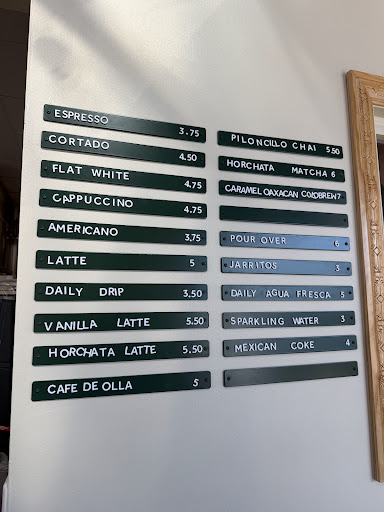 ESPRESSO 3.75
CORTADO 4.50
FLAT WHITE 4.75
CAPPUCCINO 4.75
AMERICANO 3.75
LATTE 5
DAILY DRIP 3.50
VANILLA LATTE 5.50
HORCHATA LATTE 5.50
CAFE DE OLLA 5
PILONCILLO CHAI 5.50
HORCHATA MATCHA 6
CARAMEL OAXACAN COLDBREW 7
POUR OVER 6
JARRITOS 3
DAILY AGUA FRESCA 5
SPARKLING WATER 3
MEXICAN COKE 4